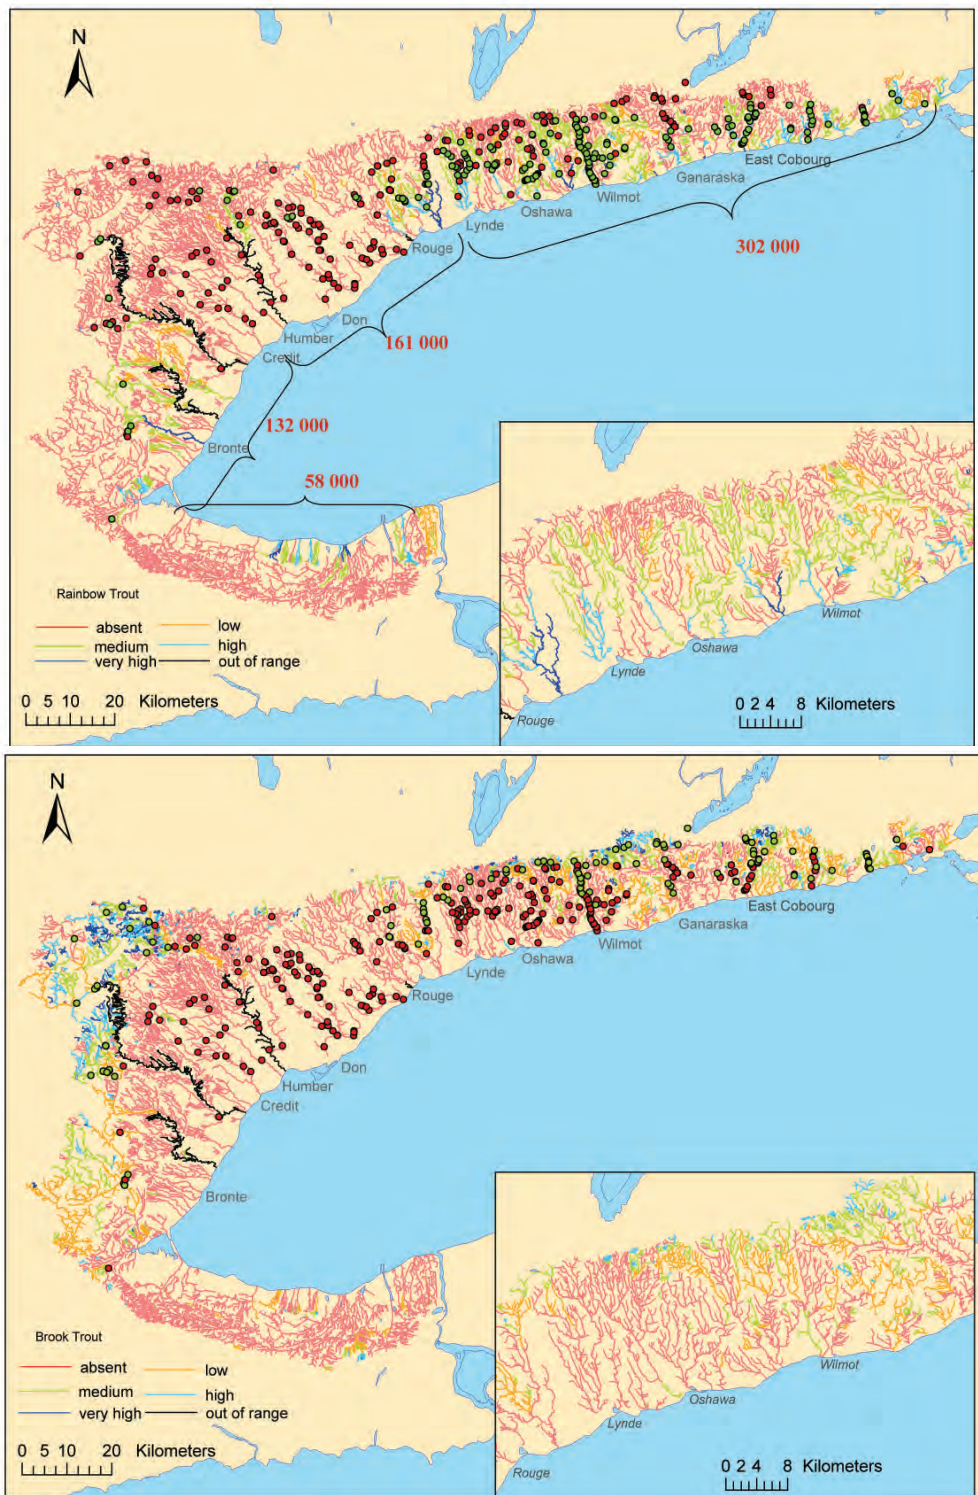 N
East Cobourg
Ganaraska
Wilmot
Oshawa
Lynde
Rouge
302 000
Don
Humber
161 000
Credit
132 000
Bronte
58 000
Rainbow Trout
absent low
medium high
very high out of range
0 5 10 20 Kilometers
Wilmot
Oshawa
Lynde
Rouge
0 2 4 8 Kilometers
N
East Cobourg
Ganaraska
Wilmot
Oshawa
Lynde
Rouge
Don
Humber
Credit
Bronte
Brook Trout
absent low
medium high
very high out of range
0 5 10 20 Kilometers
Wilmot
Oshawa
Lynde
Rouge
0 2 4 8 Kilometers